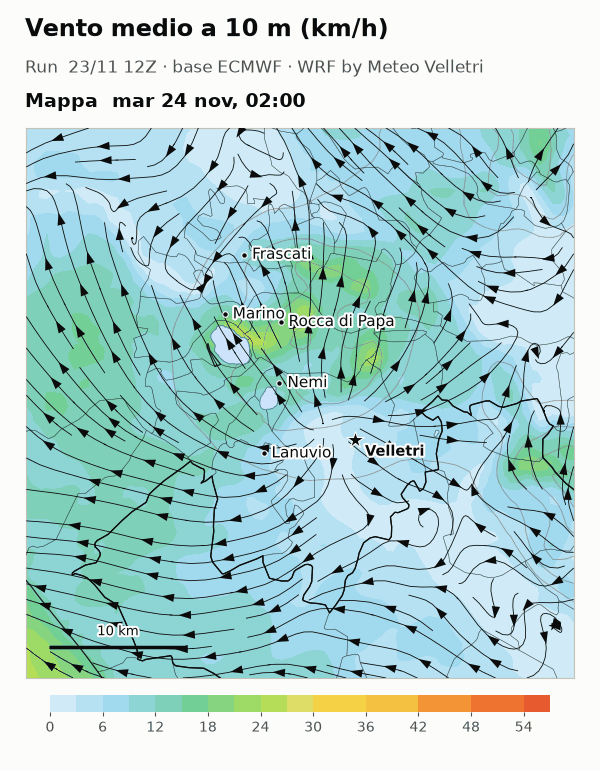 Vento medio a 10 m (km/h)
Run 23/11 12Z · base ECMWF · WRF by Meteo Velletri
Mappa mar 24 nov, 02:00
Frascati
Marino
Rocca di Papa
Nemi
Velletri
Lanuvio
10 km
0 6 12 18 24 30 36 42 48 54